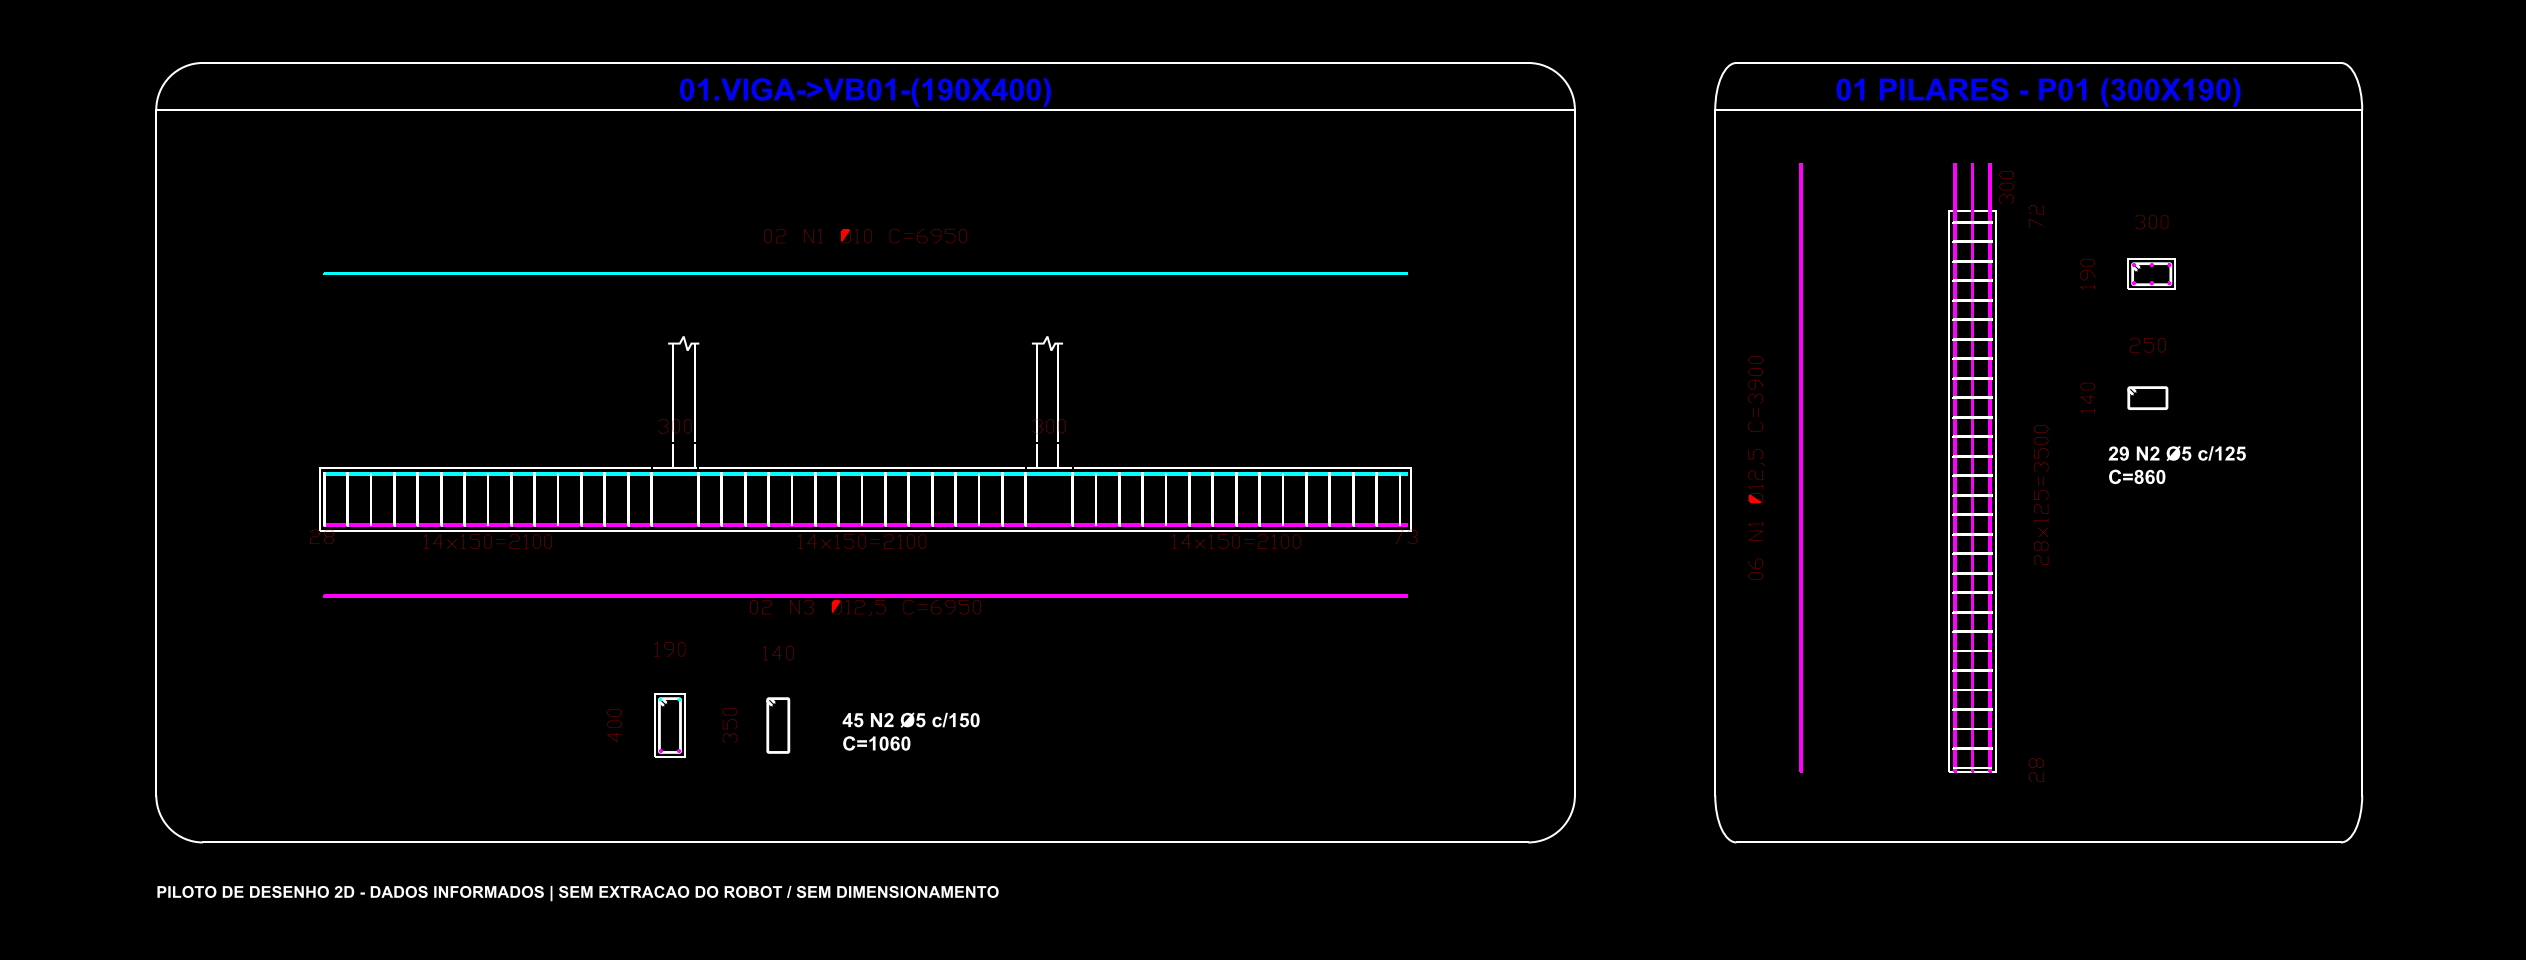 01.VIGA->VB01-(190X400)
02 N1 Ø10 C=6950
300
300
28
14x150=2100
14x150=2100
14x150=2100
73
02 N3 Ø12,5 C=6950
190
140
400
350
45 N2 Ø5 c/150
C=1060
01 PILARES - P01 (300X190)
06 N1 Ø12,5 C=3900
300
72
28x125=3500
28
300
190
250
140
29 N2 Ø5 c/125
C=860
PILOTO DE DESENHO 2D - DADOS INFORMADOS | SEM EXTRACAO DO ROBOT / SEM DIMENSIONAMENTO